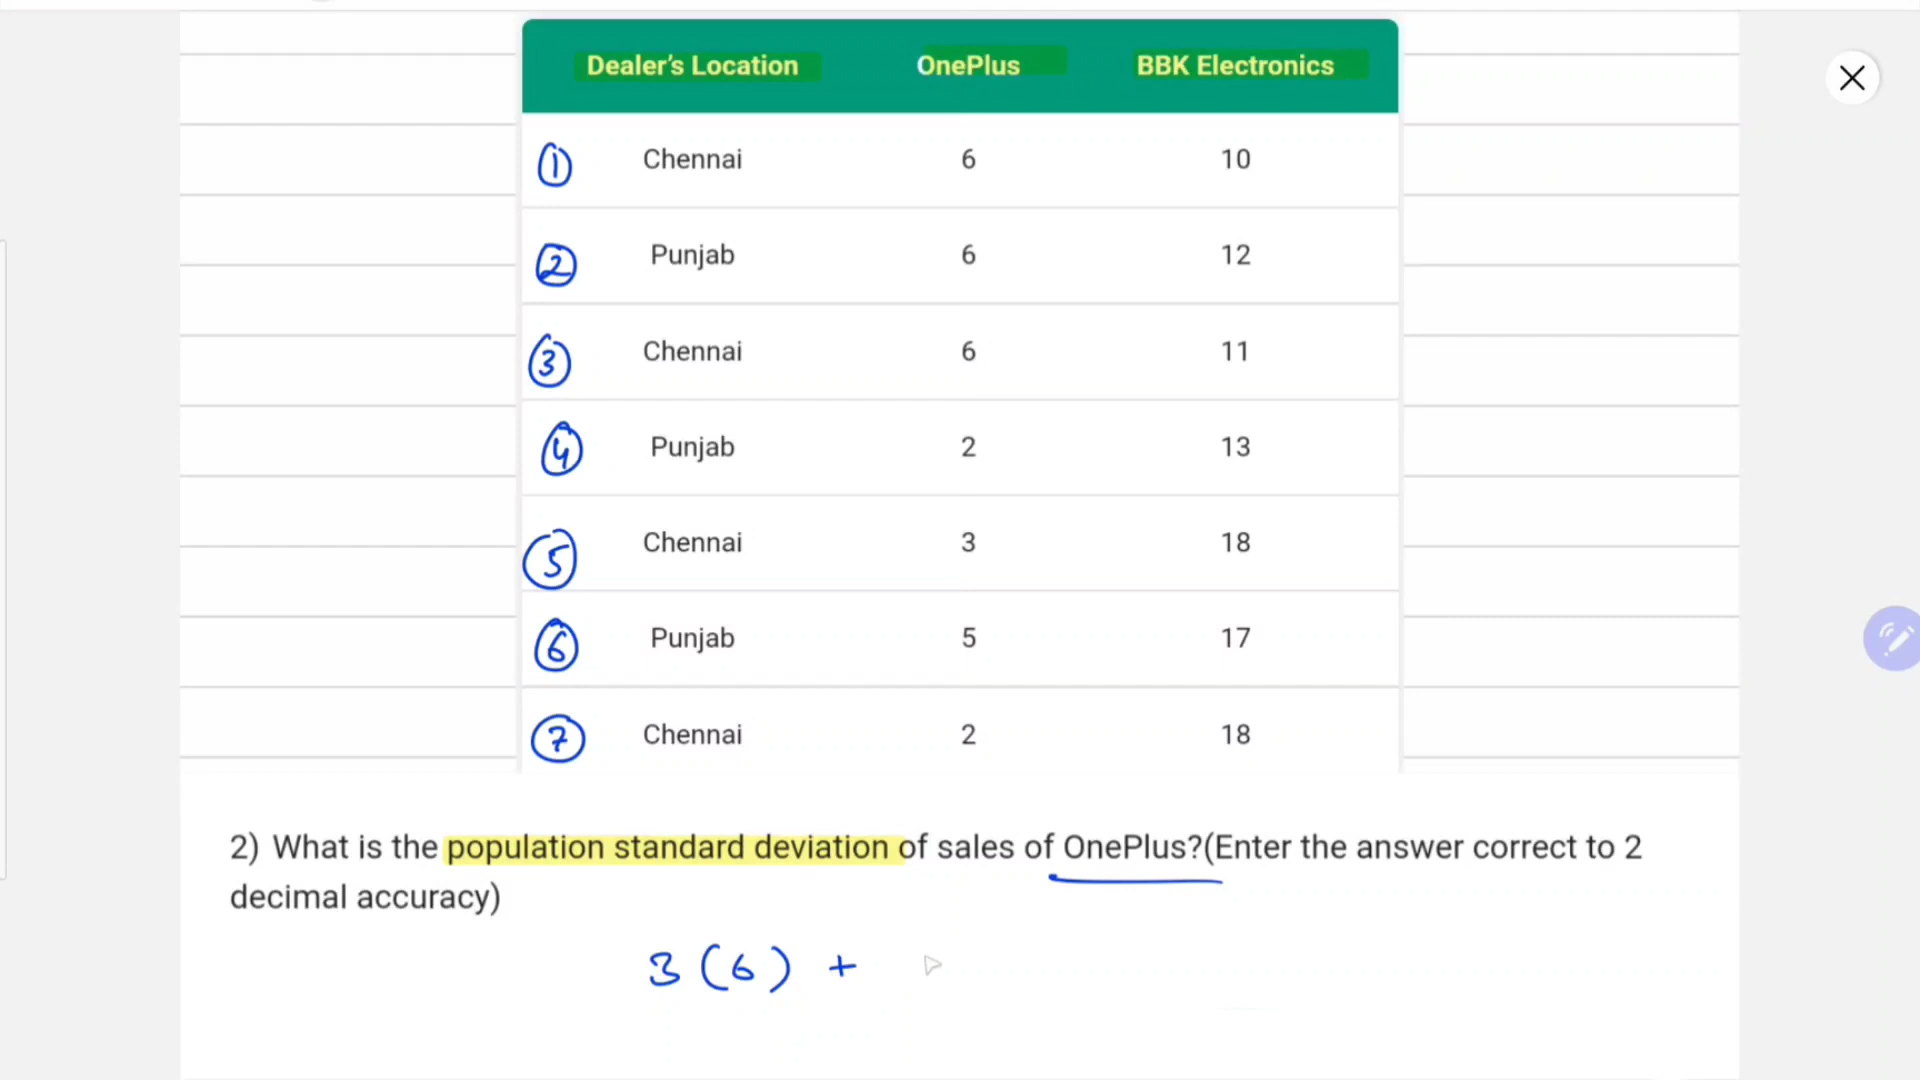 Dealer's Location OnePlus BBK Electronics
1 Chennai 6 10
2 Punjab 6 12
3 Chennai 6 11
4 Punjab 2 13
5 Chennai 3 18
6 Punjab 5 17
7 Chennai 2 18
2) What is the population standard deviation of sales of OnePlus?(Enter the answer correct to 2
decimal accuracy)
3 (6) +